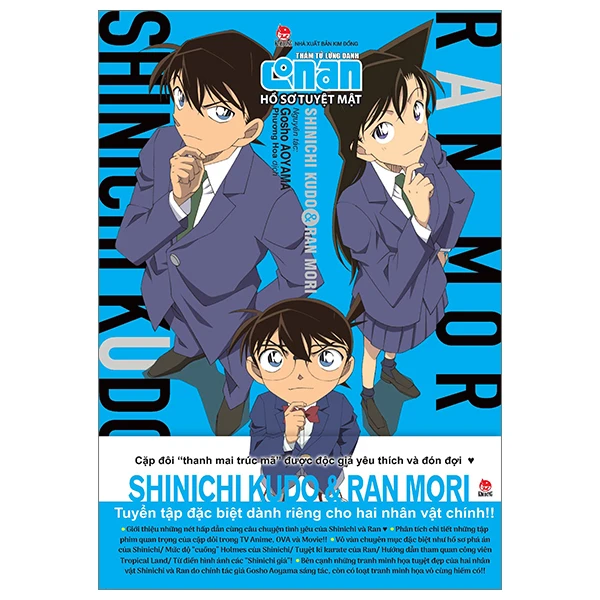 NHÀ XUẤT BẢN KIM ĐỒNG
THÁM TỬ LỪNG DANH
conan
HỒ SƠ TUYỆT MẬT
SHINICHI KUDO
RAN MORI
SHINICHI KUDO & RAN MORI
Nguyên tác:
Gosho AOYAMA
Phương Hoa dịch
Cặp đôi “thanh mai trúc mã” được độc giả yêu thích và đón đợi ♥
SHINICHI KUDO & RAN MORI
Tuyển tập đặc biệt dành riêng cho hai nhân vật chính!!
● Giới thiệu những nét hấp dẫn cùng câu chuyện tình yêu của Shinichi và Ran ♥ ● Phân tích chi tiết những tập
phim quan trọng của cặp đôi trong TV Anime, OVA và Movie!! ● Vô vàn chuyên mục đặc biệt như hồ sơ phá án
của Shinichi/ Mức độ “cuồng” Holmes của Shinichi/ Tuyệt kĩ karate của Ran/ Hướng dẫn tham quan công viên
Tropical Land/ Từ điển hình ảnh các “Shinichi giả”! ● Bên cạnh những tranh minh họa tuyệt đẹp của hai nhân
vật Shinichi và Ran do chính tác giả Gosho Aoyama sáng tác, còn có loạt tranh minh họa vô cùng hiếm có!!